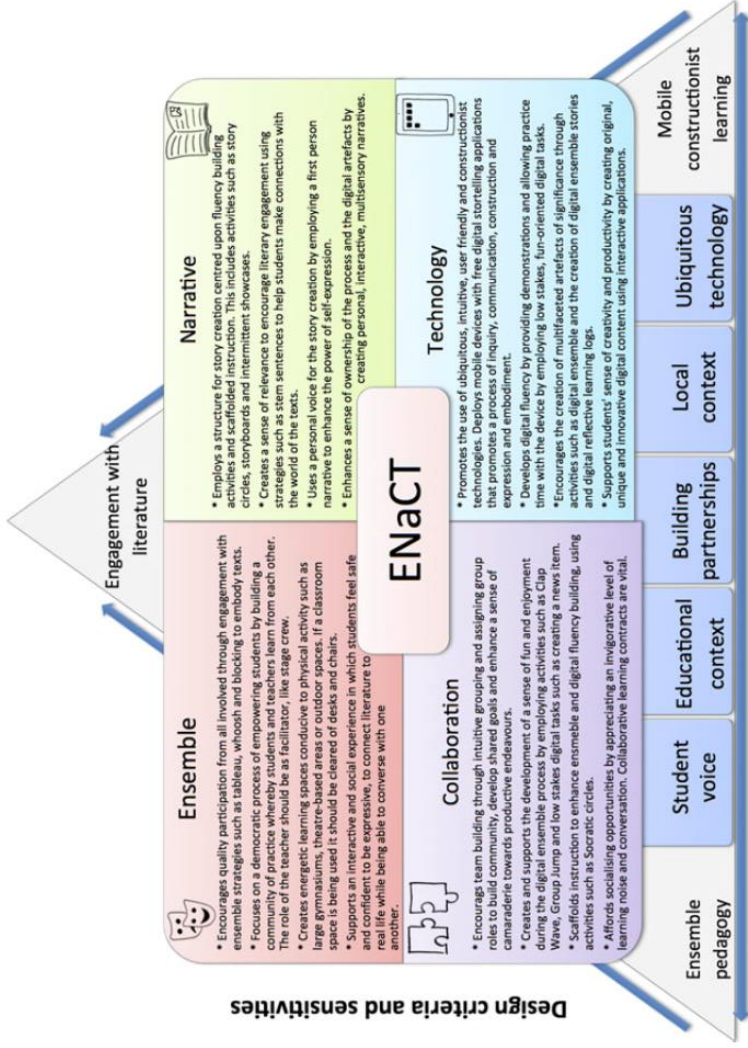 Design criteria and sensitivities
Engagement with
literature
Ensemble
• Encourages quality participation from all involved through engagement with
ensemble strategies such as tableau, whoosh and blocking to embody texts.
• Focuses on a democratic process of empowering students by building a
community of practice whereby students and teachers learn from each other.
The role of the teacher should be as facilitator, like stage crew.
• Creates energetic learning spaces conducive to physical activity such as
large gymnasiums, theatre-based areas or outdoor spaces. If a classroom
space is being used it should be cleared of desks and chairs.
• Supports an interactive and social experience in which students feel safe
and confident to be expressive, to connect literature to
real life while being able to converse with one
another.
Narrative
• Employs a structure for story creation centred upon fluency building
activities and scaffolded instruction. This includes activities such as story
circles, storyboards and intermittent showcases.
• Creates a sense of relevance to encourage literary engagement using
strategies such as stem sentences to help students make connections with
the world of the texts.
• Uses a personal voice for the story creation by employing a first person
narrative to enhance the power of self-expression.
• Enhances a sense of ownership of the process and the digital artefacts by
creating personal, interactive, multisensory narratives.
ENaCT
Collaboration
• Encourags team building through intuitive grouping and assigning group
roles to build community, develop shared goals and enhance a sense of
camaraderie towards productive endeavours.
• Creates and supports the development of a sense of fun and enjoyment
during the digital ensemble process by employing activities such as Clap
Wave, Group Jump and low stakes digital tasks such as creating a news item.
• Scaffolds instruction to enhance ensmeble and digital fluency building, using
activities such as Socratic circles.
• Affords socialising opportunities by appreciating an invigorative level of
learning noise and conversation. Collaborative learning contracts are vital.
Technology
• Promotes the use of ubiquitous, intuitive, user friendly and constructionist
technologies. Deploys mobile devices with free digital stortelling applications
that promotes a process of inquiry, communication, construction and
expression and embodiment.
• Develops digital fluency by providing demonstrations and allowing practice
time with the device by employing low stakes, fun-oriented digital tasks.
•Encourages the creation of multifaceted artefacts of significance through
activities such as digital ensemble and the creation of digital ensemble stories
and digital reflective learning logs.
• Supports students' sense of creativity and productivity by creating original,
unique and innovative digital content using interactive applications.
Ensemble
pedagogy
Student
voice
Educational
context
Building
partnerships
Local
context
Ubiquitous
technology
Mobile
constructionist
learning